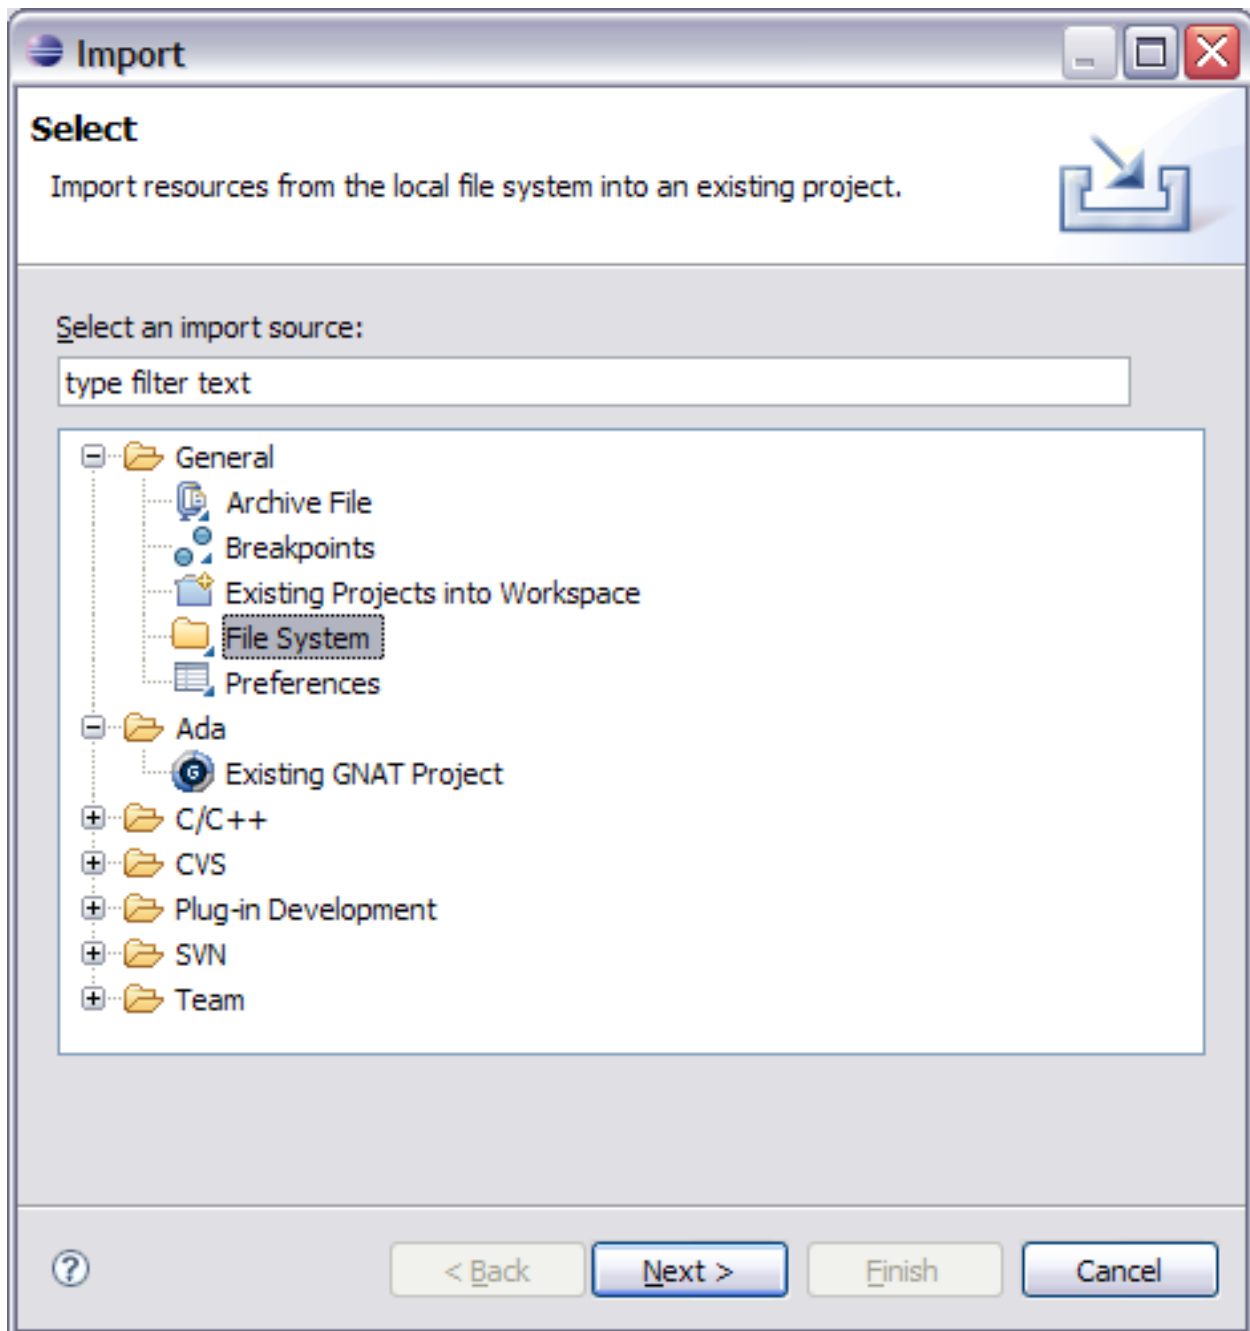 Import
Select
Import resources from the local file system into an existing project.
Select an import source:
type filter text
General
Archive File
Breakpoints
Existing Projects into Workspace
File System
Preferences
Ada
G
Existing GNAT Project
C/C++
CVS
Plug-in Development
SVN
Team
? < Back Next > Finish Cancel